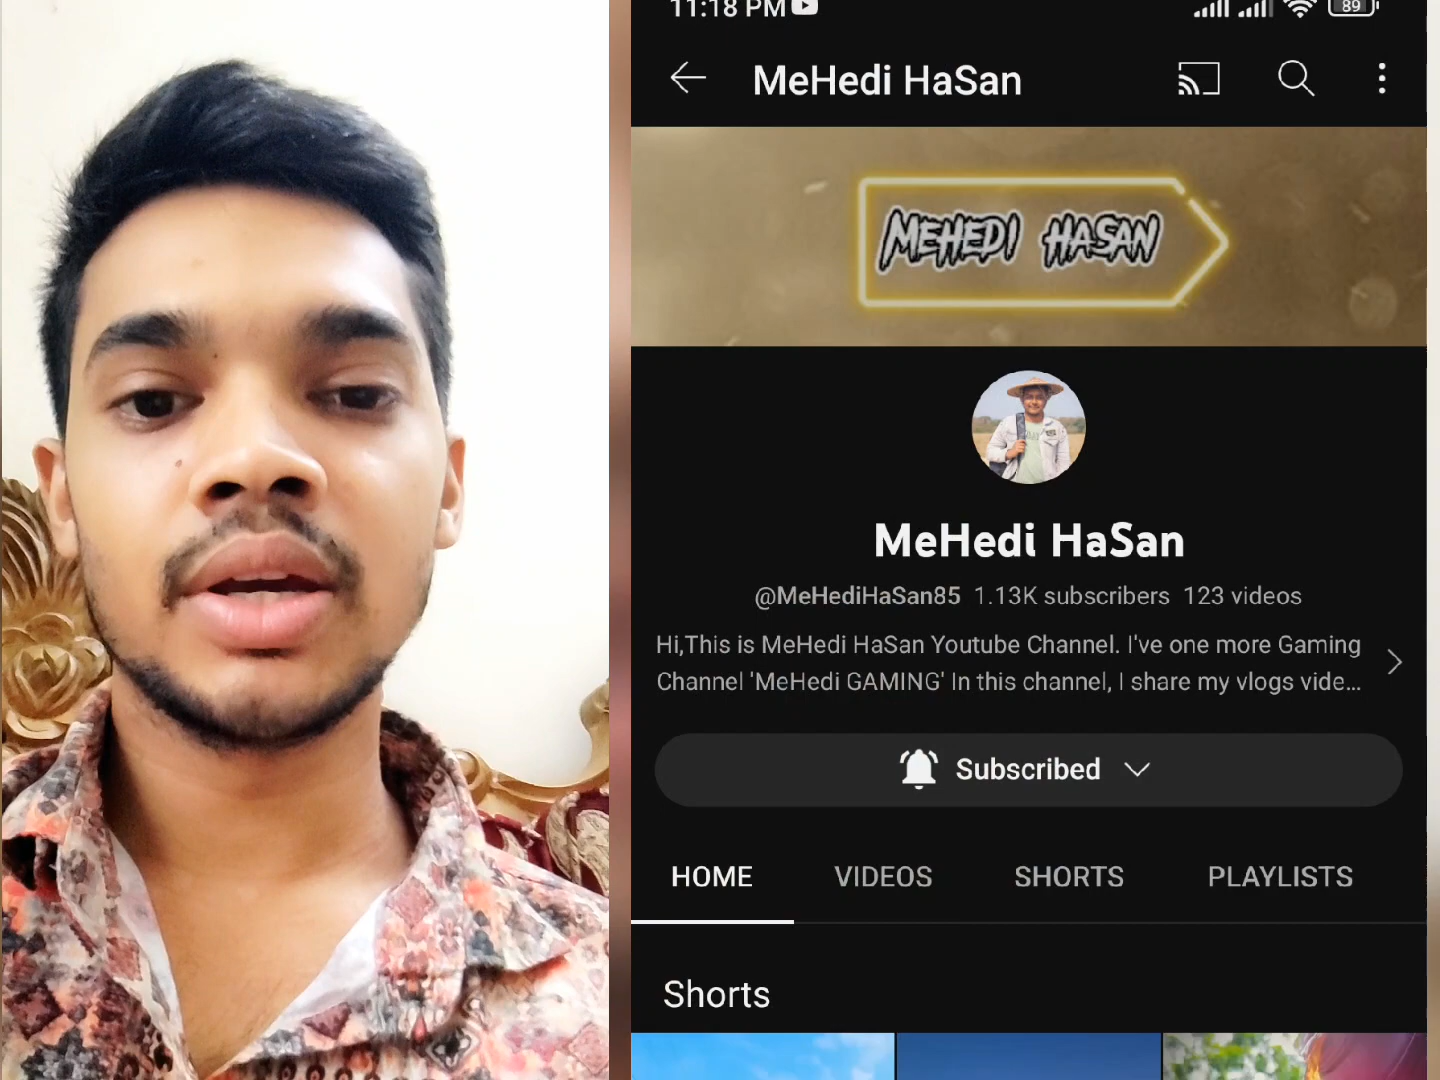 11:18 PM
89
MeHedi HaSan
MEHEDI HASAN
MeHedi HaSan
@MeHediHaSan85 1.13K subscribers 123 videos
Hi,This is MeHedi HaSan Youtube Channel. I've one more Gaming
Channel 'MeHedi GAMING' In this channel, I share my vlogs vide...
Subscribed
HOME VIDEOS SHORTS PLAYLISTS
Shorts